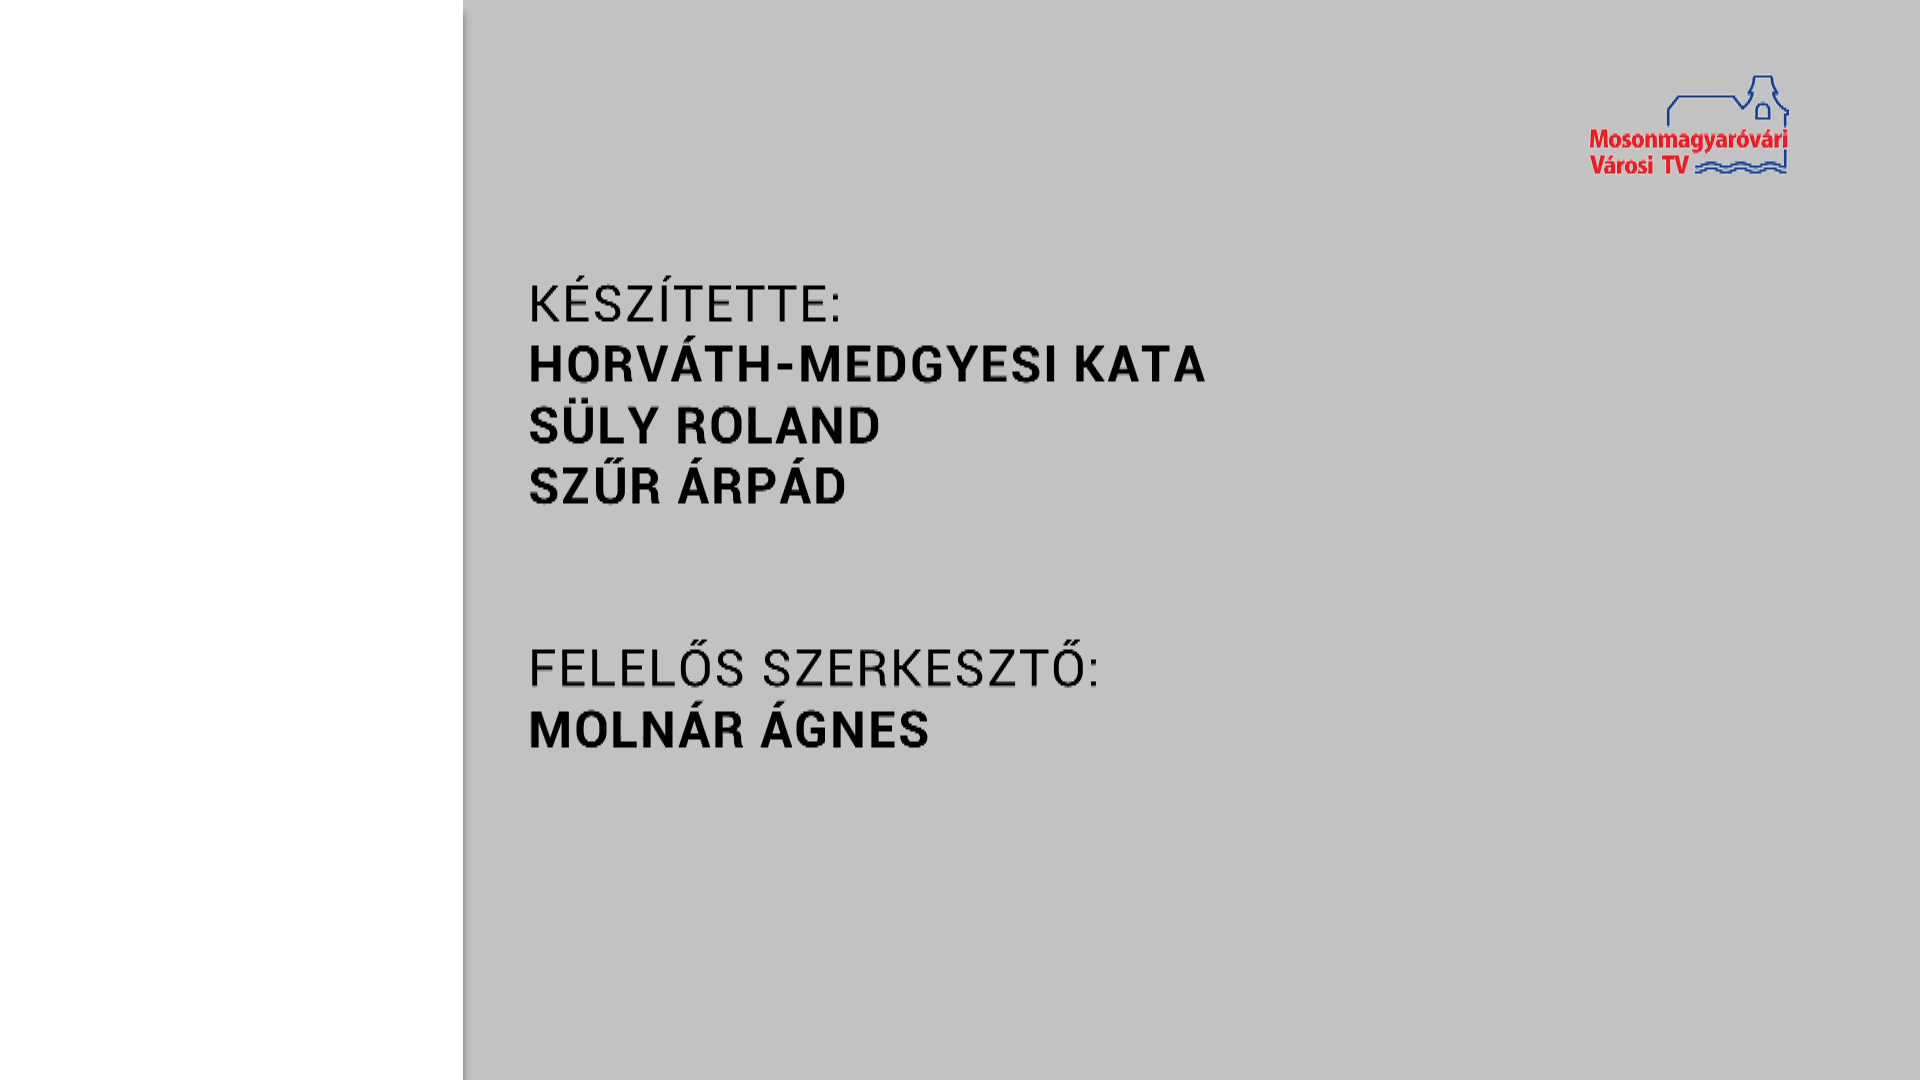 Mosonmagyaróvári
Városi TV
KÉSZÍTETTE:
HORVÁTH-MEDGYESI KATA
SÜLY ROLAND
SZŰR ÁRPÁD
FELELŐS SZERKESZTŐ:
MOLNÁR ÁGNES